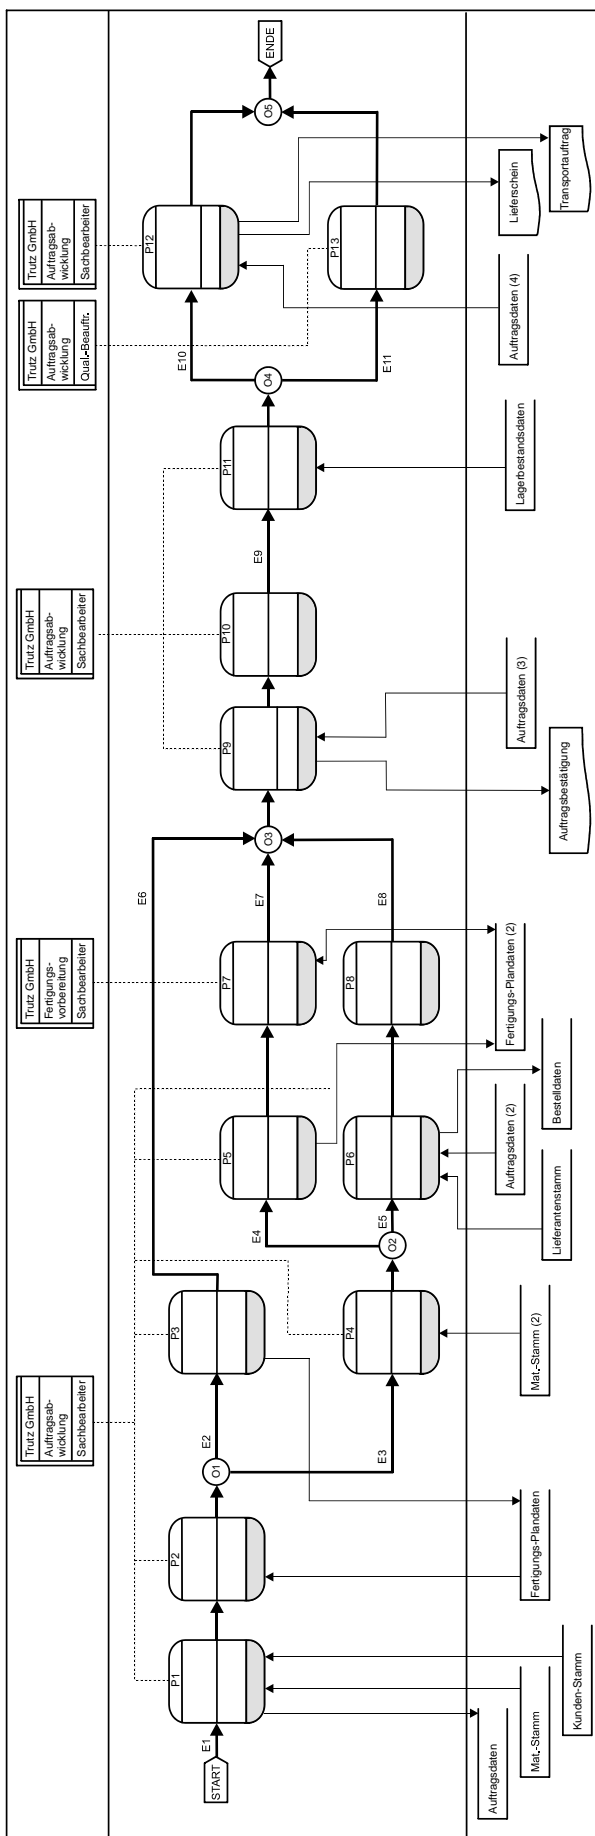 Trutz GmbH
Auftragsab-
wicklung
Sachbearbeiter
Trutz GmbH
Fertigungs-
vorbereitung
Sachbearbeiter
Trutz GmbH
Auftragsab-
wicklung
Sachbearbeiter
Trutz GmbH
Auftragsab-
wicklung
Qual.-Beauftr.
Trutz GmbH
Auftragsab-
wicklung
Sachbearbeiter
START
E1
P1
P2
O1
E2
E3
P3
P4
O2
E4
E5
P5
P6
P7
P8
E6
E7
E8
O3
P9
P10
E9
P11
O4
E10
E11
P12
P13
O5
ENDE
Auftragsdaten
Mat.-Stamm
Kunden-Stamm
Fertigungs-Plandaten
Mat.-Stamm (2)
Lieferantenstamm
Auftragsdaten (2)
Bestelldaten
Fertigungs-Plandaten (2)
Auftragsbestätigung
Auftragsdaten (3)
Lagerbestandsdaten
Auftragsdaten (4)
Lieferschein
Transportauftrag